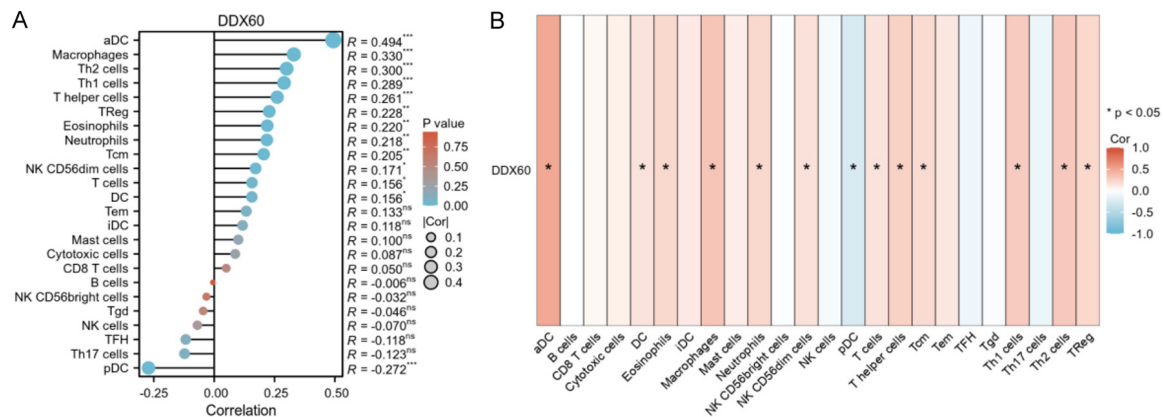 A
DDX60
aDC R = 0.494***
Macrophages R = 0.330***
Th2 cells R = 0.300***
Th1 cells R = 0.289***
T helper cells R = 0.261***
TReg R = 0.228**
Eosinophils R = 0.220**
Neutrophils R = 0.218**
Tcm R = 0.205**
NK CD56dim cells R = 0.171*
T cells R = 0.156*
DC R = 0.156*
Tem R = 0.133ns
iDC R = 0.118ns
Mast cells R = 0.100ns
Cytotoxic cells R = 0.087ns
CD8 T cells R = 0.050ns
B cells R = -0.006ns
NK CD56bright cells R = -0.032ns
Tgd R = -0.046ns
NK cells R = -0.070ns
TFH R = -0.118ns
Th17 cells R = -0.123ns
pDC R = -0.272***
-0.25 0.00 0.25 0.50
Correlation
P value
0.75
0.50
0.25
0.00
|Cor|
0.1
0.2
0.3
0.4
B
DDX60
* * * * * * * * * * * * *
aDC
B cells
CD8 T cells
Cytotoxic cells
DC
Eosinophils
iDC
Macrophages
Mast cells
Neutrophils
NK CD56bright cells
NK CD56dim cells
NK cells
pDC
T cells
T helper cells
Tcm
Tem
TFH
Tgd
Th1 cells
Th17 cells
Th2 cells
TReg
* p < 0.05
Cor
1.0
0.5
0.0
-0.5
-1.0